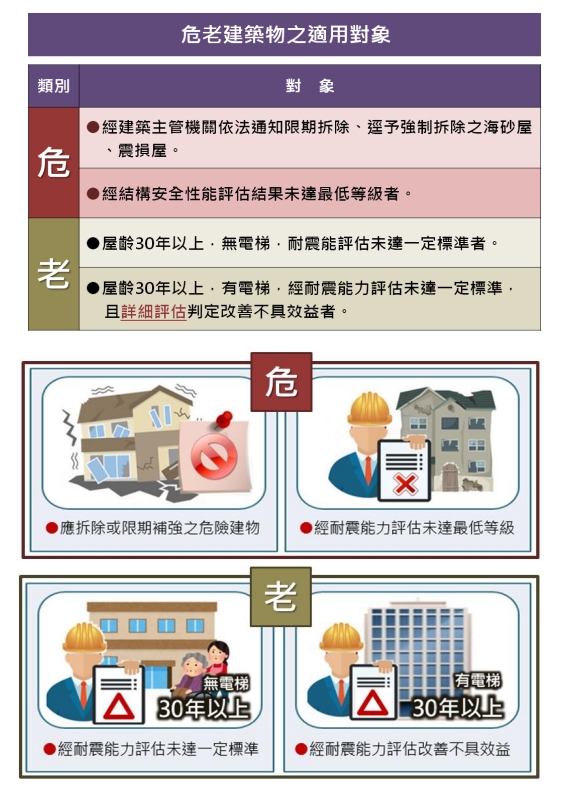 危老建築物之適用對象
類別 對 象
危
●經建築主管機關依法通知限期拆除、逕予強制拆除之海砂屋
、震損屋。
●經結構安全性能評估結果未達最低等級者。
老
●屋齡30年以上，無電梯，耐震能評估未達一定標準者。
●屋齡30年以上，有電梯，經耐震能力評估未達一定標準，
且詳細評估判定改善不具效益者。
危
●應拆除或限期補強之危險建物
●經耐震能力評估未達最低等級
老
無電梯
30年以上
有電梯
30年以上
●經耐震能力評估未達一定標準
●經耐震能力評估改善不具效益